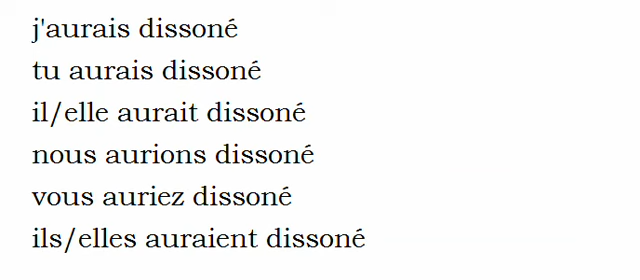 j'aurais dissoné
tu aurais dissoné
il/elle aurait dissoné
nous aurions dissoné
vous auriez dissoné
ils/elles auraient dissoné